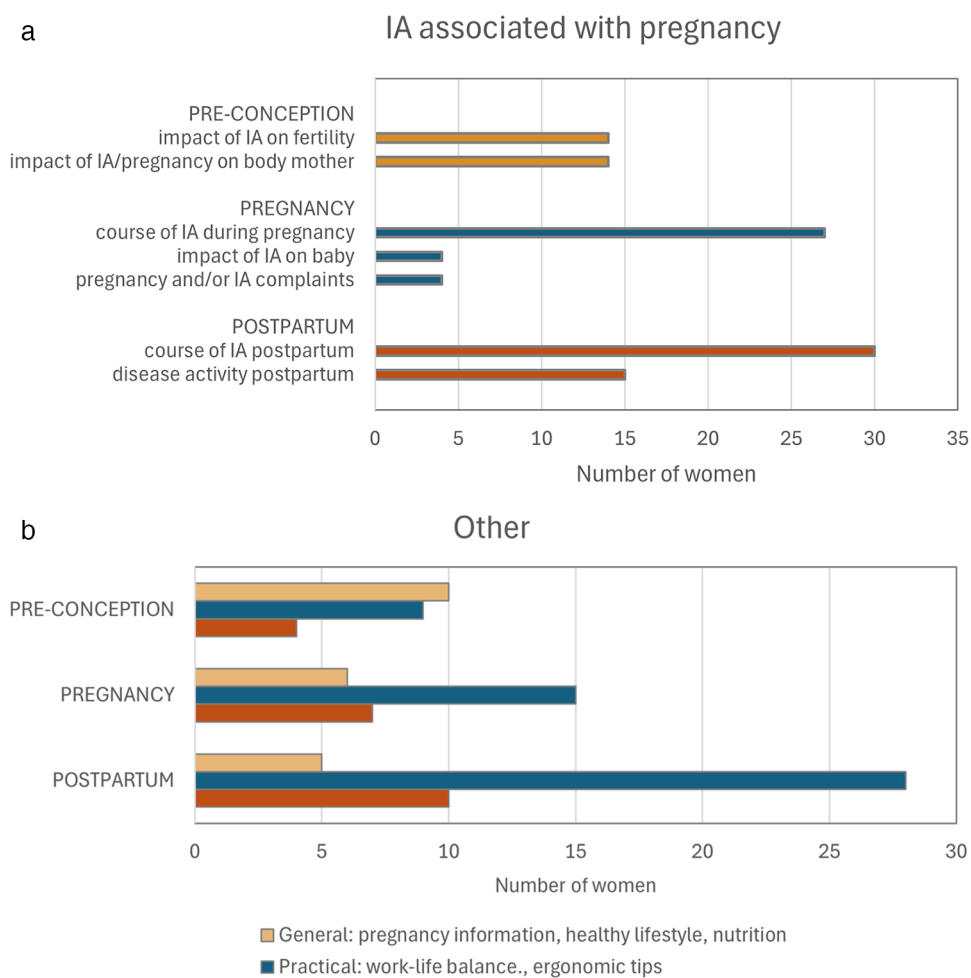 a
IA associated with pregnancy
PRE-CONCEPTION
impact of IA on fertility
impact of IA/pregnancy on body mother
PREGNANCY
course of IA during pregnancy
impact of IA on baby
pregnancy and/or IA complaints
POSTPARTUM
course of IA postpartum
disease activity postpartum
0 5 10 15 20 25 30 35
Number of women
b
Other
PRE-CONCEPTION
PREGNANCY
POSTPARTUM
0 5 10 15 20 25 30
Number of women
General: pregnancy information, healthy lifestyle, nutrition
Practical: work-life balance., ergonomic tips